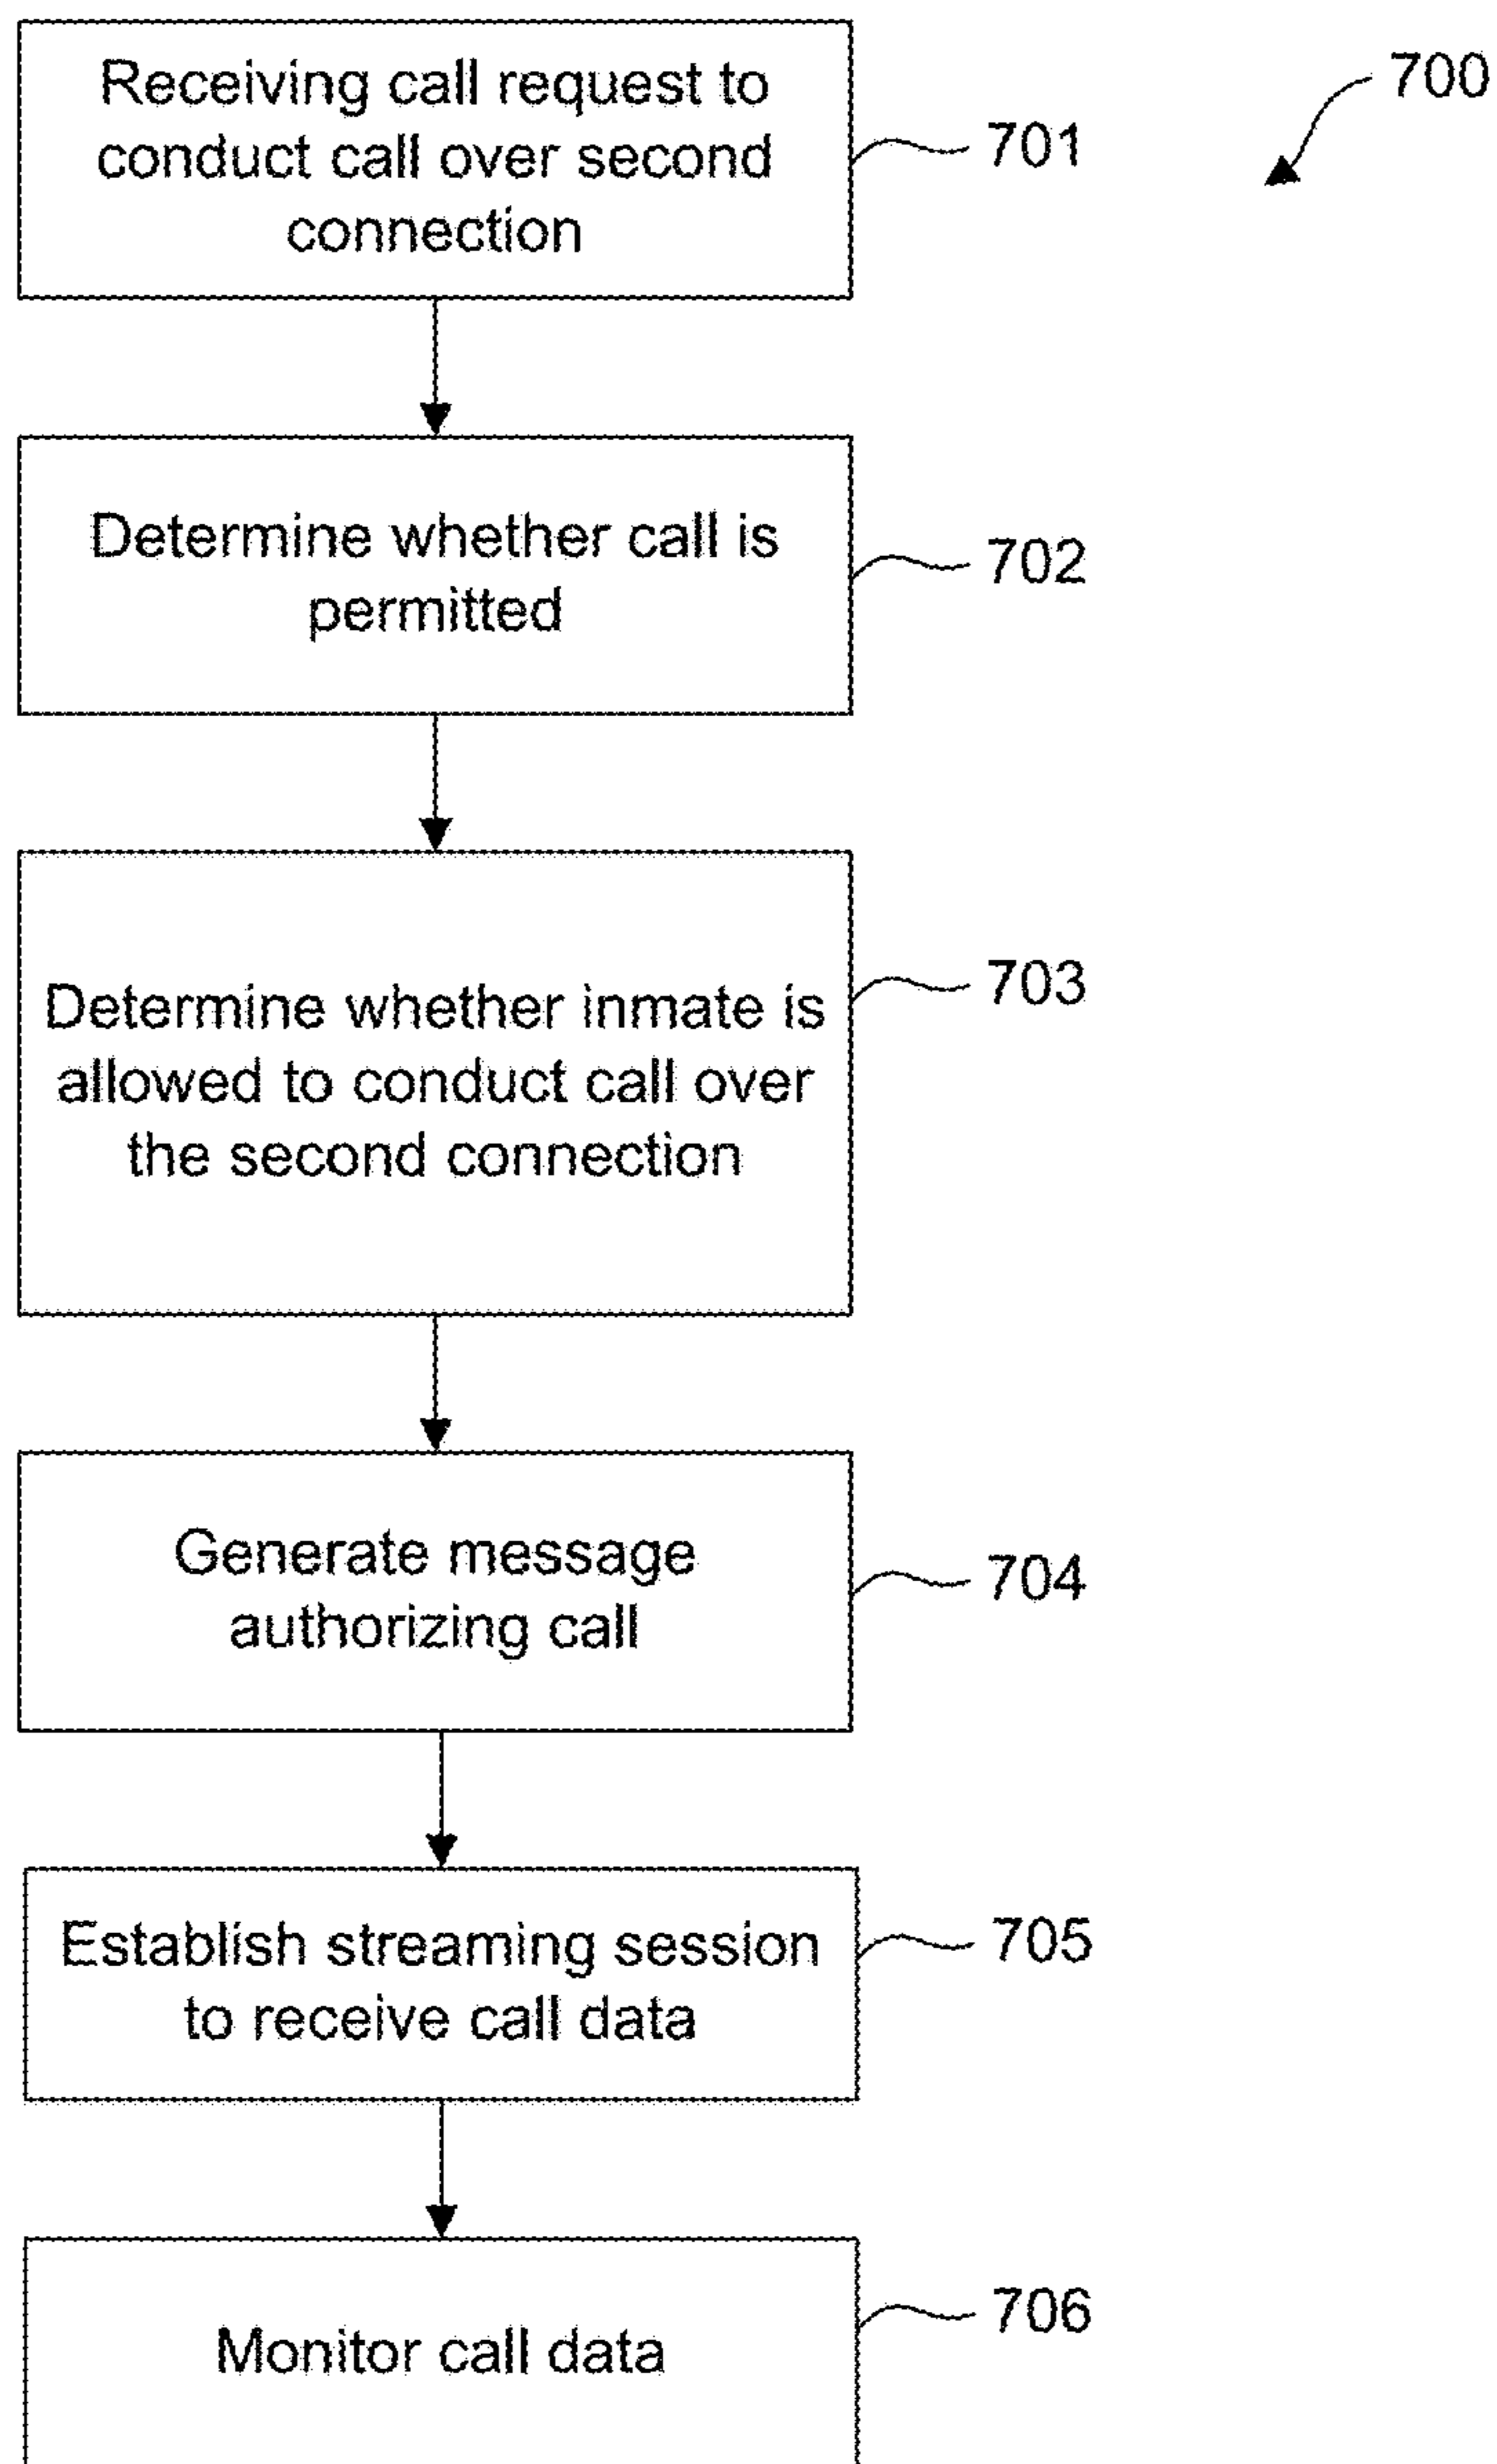 Receiving call request to
conduct call over second
connection
701
700
Determine whether call is
permitted
702
Determine whether inmate is
allowed to conduct call over
the second connection
703
Generate message
authorizing call
704
Establish streaming session
to receive call data
705
Monitor call data
706